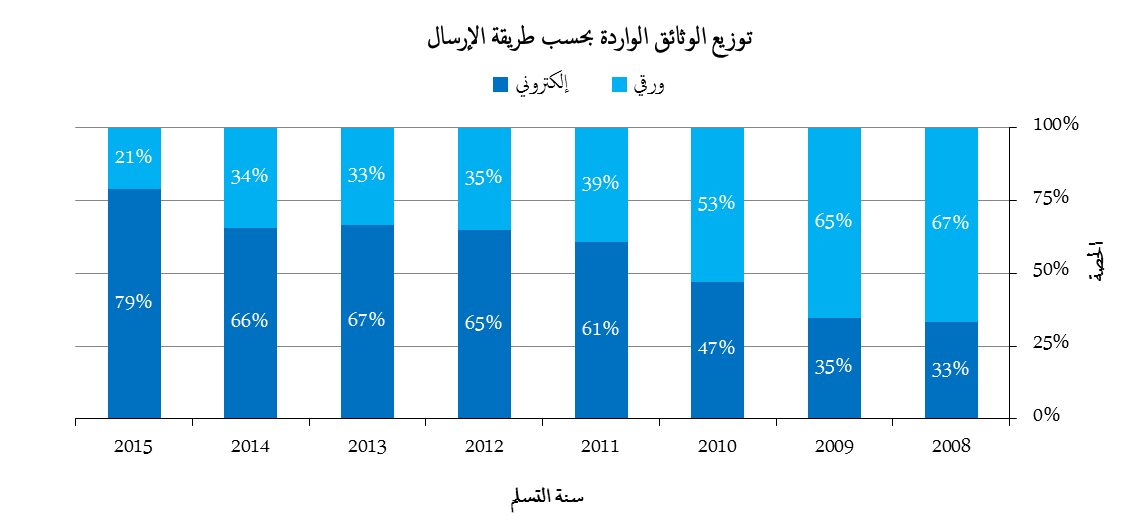 توزيع الوثائق الواردة بحسب طريقة الإرسال
ورقي إلكتروني
100%
75%
50%
25%
0%
الحصة
67% 65% 53% 39% 35% 33% 34% 21%
33% 35% 47% 61% 65% 67% 66% 79%
2008 2009 2010 2011 2012 2013 2014 2015
سنة التسلم